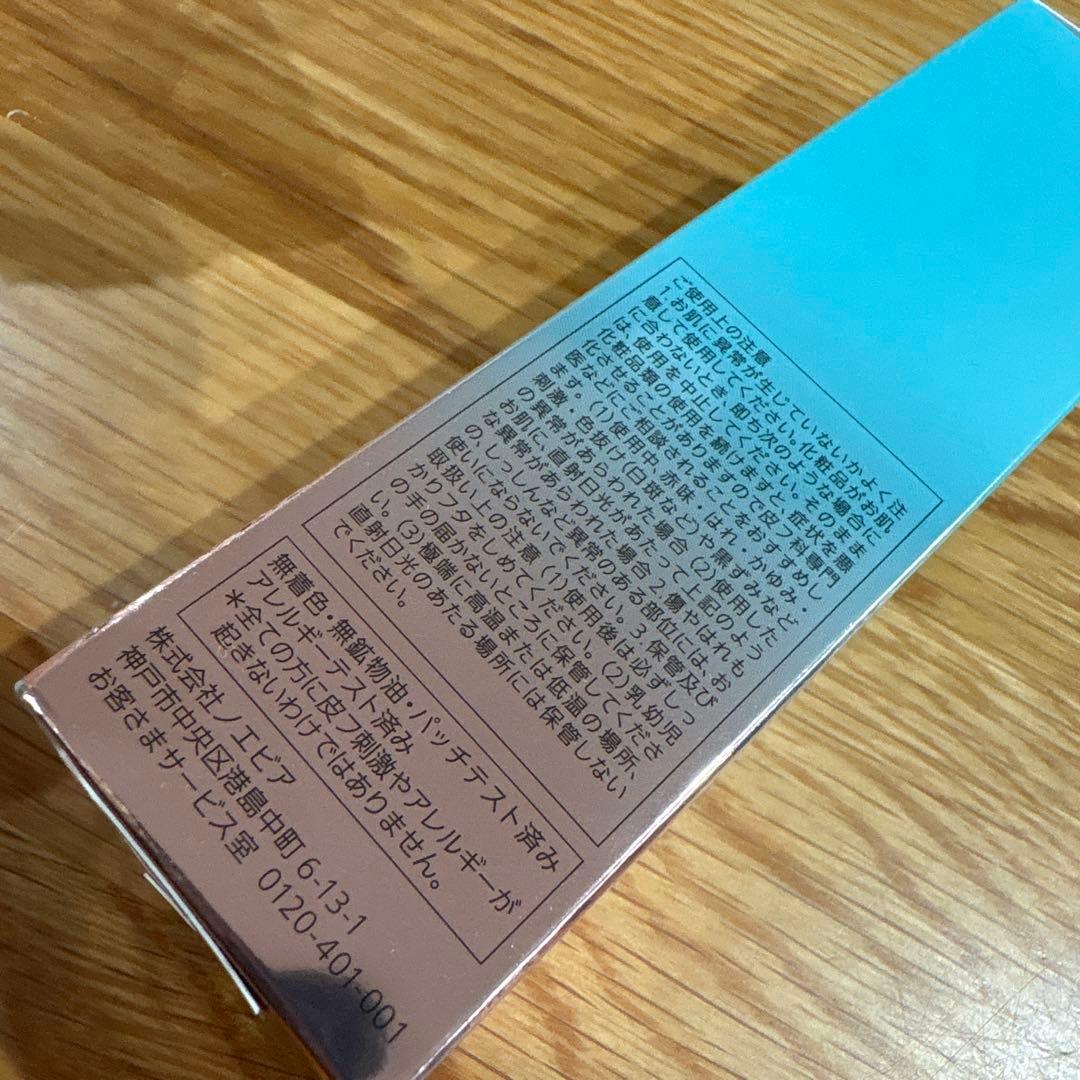 ご使用上の注意
1.お肌に異常が生じていないかよく注
意して使用してください。化粧品がお肌
に合わないとき 即ち次のような場合に
は、使用を中止してください。そのまま
化粧品類の使用を続けますと、症状を悪
化させることがありますので、皮フ科専門
医などにご相談されることをおすすめし
ます。(1)使用中、赤味・はれ・かゆみ・
刺激・色抜け(白斑など)や黒ずみなど
の異常があらわれた場合 (2)使用した
お肌に、直射日光があたって上記のよう
な異常があらわれた場合 2.傷やはれも
の、しっしんなど異常のある部位には、お
使いにならないでください。3.保管及び
取扱い上の注意 (1)使用後は必ずしっ
かりフタをしめてください。(2)乳幼児
の手の届かないところに保管してくださ
い。(3)極端に高温または低温の場所、
直射日光のあたる場所には保管しない
でください。
無着色・無鉱物油・パッチテスト済み
アレルギーテスト済み
*全ての方に皮フ刺激やアレルギーが
起きないわけではありません。
株式会社ノエビア
神戸市中央区港島中町6-13-1
お客さまサービス室 0120-401-001